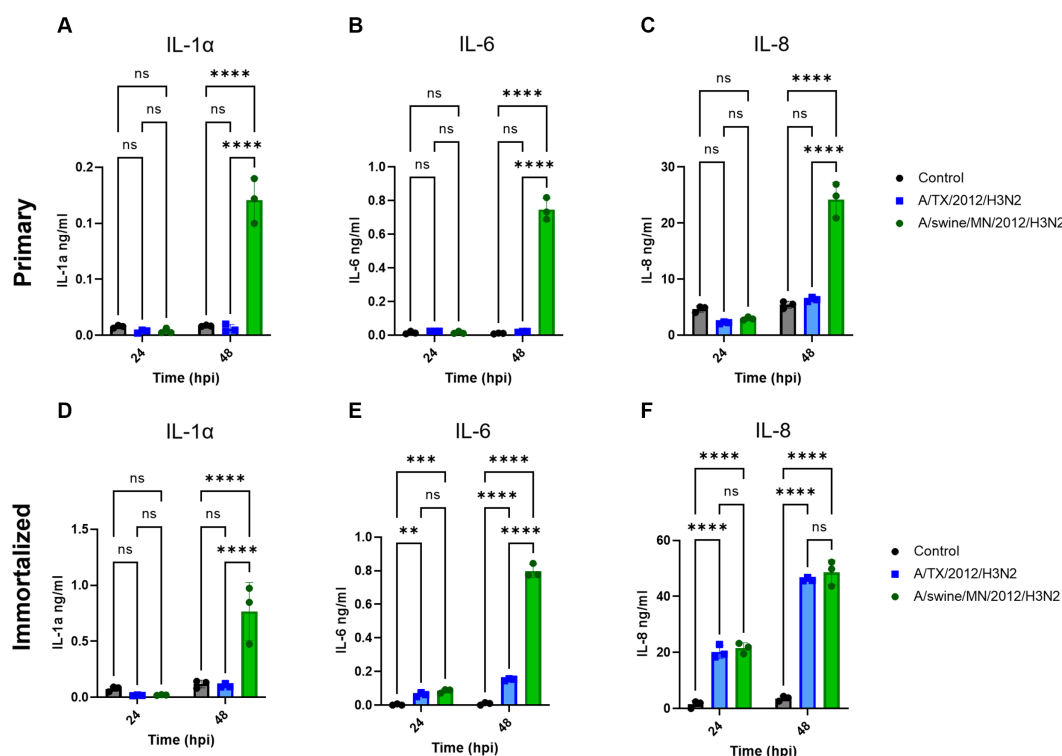 A
IL-1α
ns
****
ns
ns
ns
ns
****
0.2
0.1
0.1
0.0
IL-1a ng/ml
24
48
Time (hpi)
B
IL-6
ns
****
ns
ns
ns
ns
****
1.0
0.8
0.6
0.4
0.2
0.0
IL-6 ng/ml
24
48
Time (hpi)
C
IL-8
ns
****
ns
ns
ns
ns
****
30
20
10
0
IL-8 ng/ml
24
48
Time (hpi)
Control
A/TX/2012/H3N2
A/swine/MN/2012/H3N2
Primary
D
IL-1α
ns
****
ns
ns
ns
ns
****
1.5
1.0
0.5
0.0
IL-1a ng/ml
24
48
Time (hpi)
E
IL-6
***
****
ns
****
**
****
1.0
0.8
0.6
0.4
0.2
0.0
IL-6 ng/ml
24
48
Time (hpi)
F
IL-8
****
****
ns
****
****
ns
60
40
20
0
IL-8 ng/ml
24
48
Time (hpi)
Control
A/TX/2012/H3N2
A/swine/MN/2012/H3N2
Immortalized